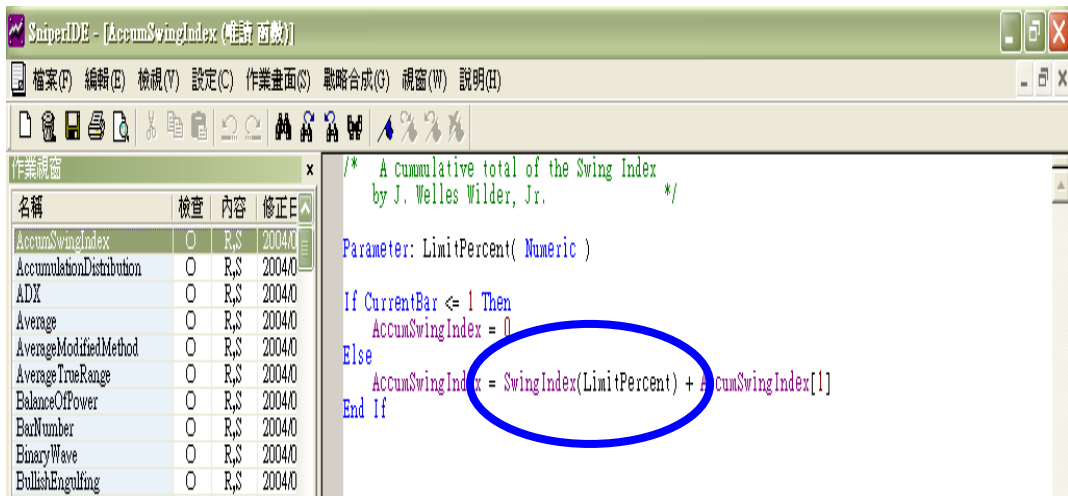 SniperIDE - [AccumSwingIndex (唯讀 函數)]
檔案(F) 編輯(E) 檢視(V) 設定(C) 作業畫面(S) 戰略合成(G) 視窗(W) 說明(H)
作業視窗 x
名稱 檢查 內容 修正日
AccumSwingIndex O R,S 2004/0
AccumulationDistribution O R,S 2004/0
ADX O R,S 2004/0
Average O R,S 2004/0
AverageModifiedMethod O R,S 2004/0
AverageTrueRange O R,S 2004/0
BalanceOfPower O R,S 2004/0
BarNumber O R,S 2004/0
BinaryWave O R,S 2004/0
BullishEngulfing O R,S 2004/0
/* A cummulative total of the Swing Index
by J. Welles Wilder, Jr. */
Parameter: LimitPercent( Numeric )
If CurrentBar <= 1 Then
AccumSwingIndex = 0
Else
AccumSwingIndex = SwingIndex(LimitPercent) + AccumSwingIndex[1]
End If